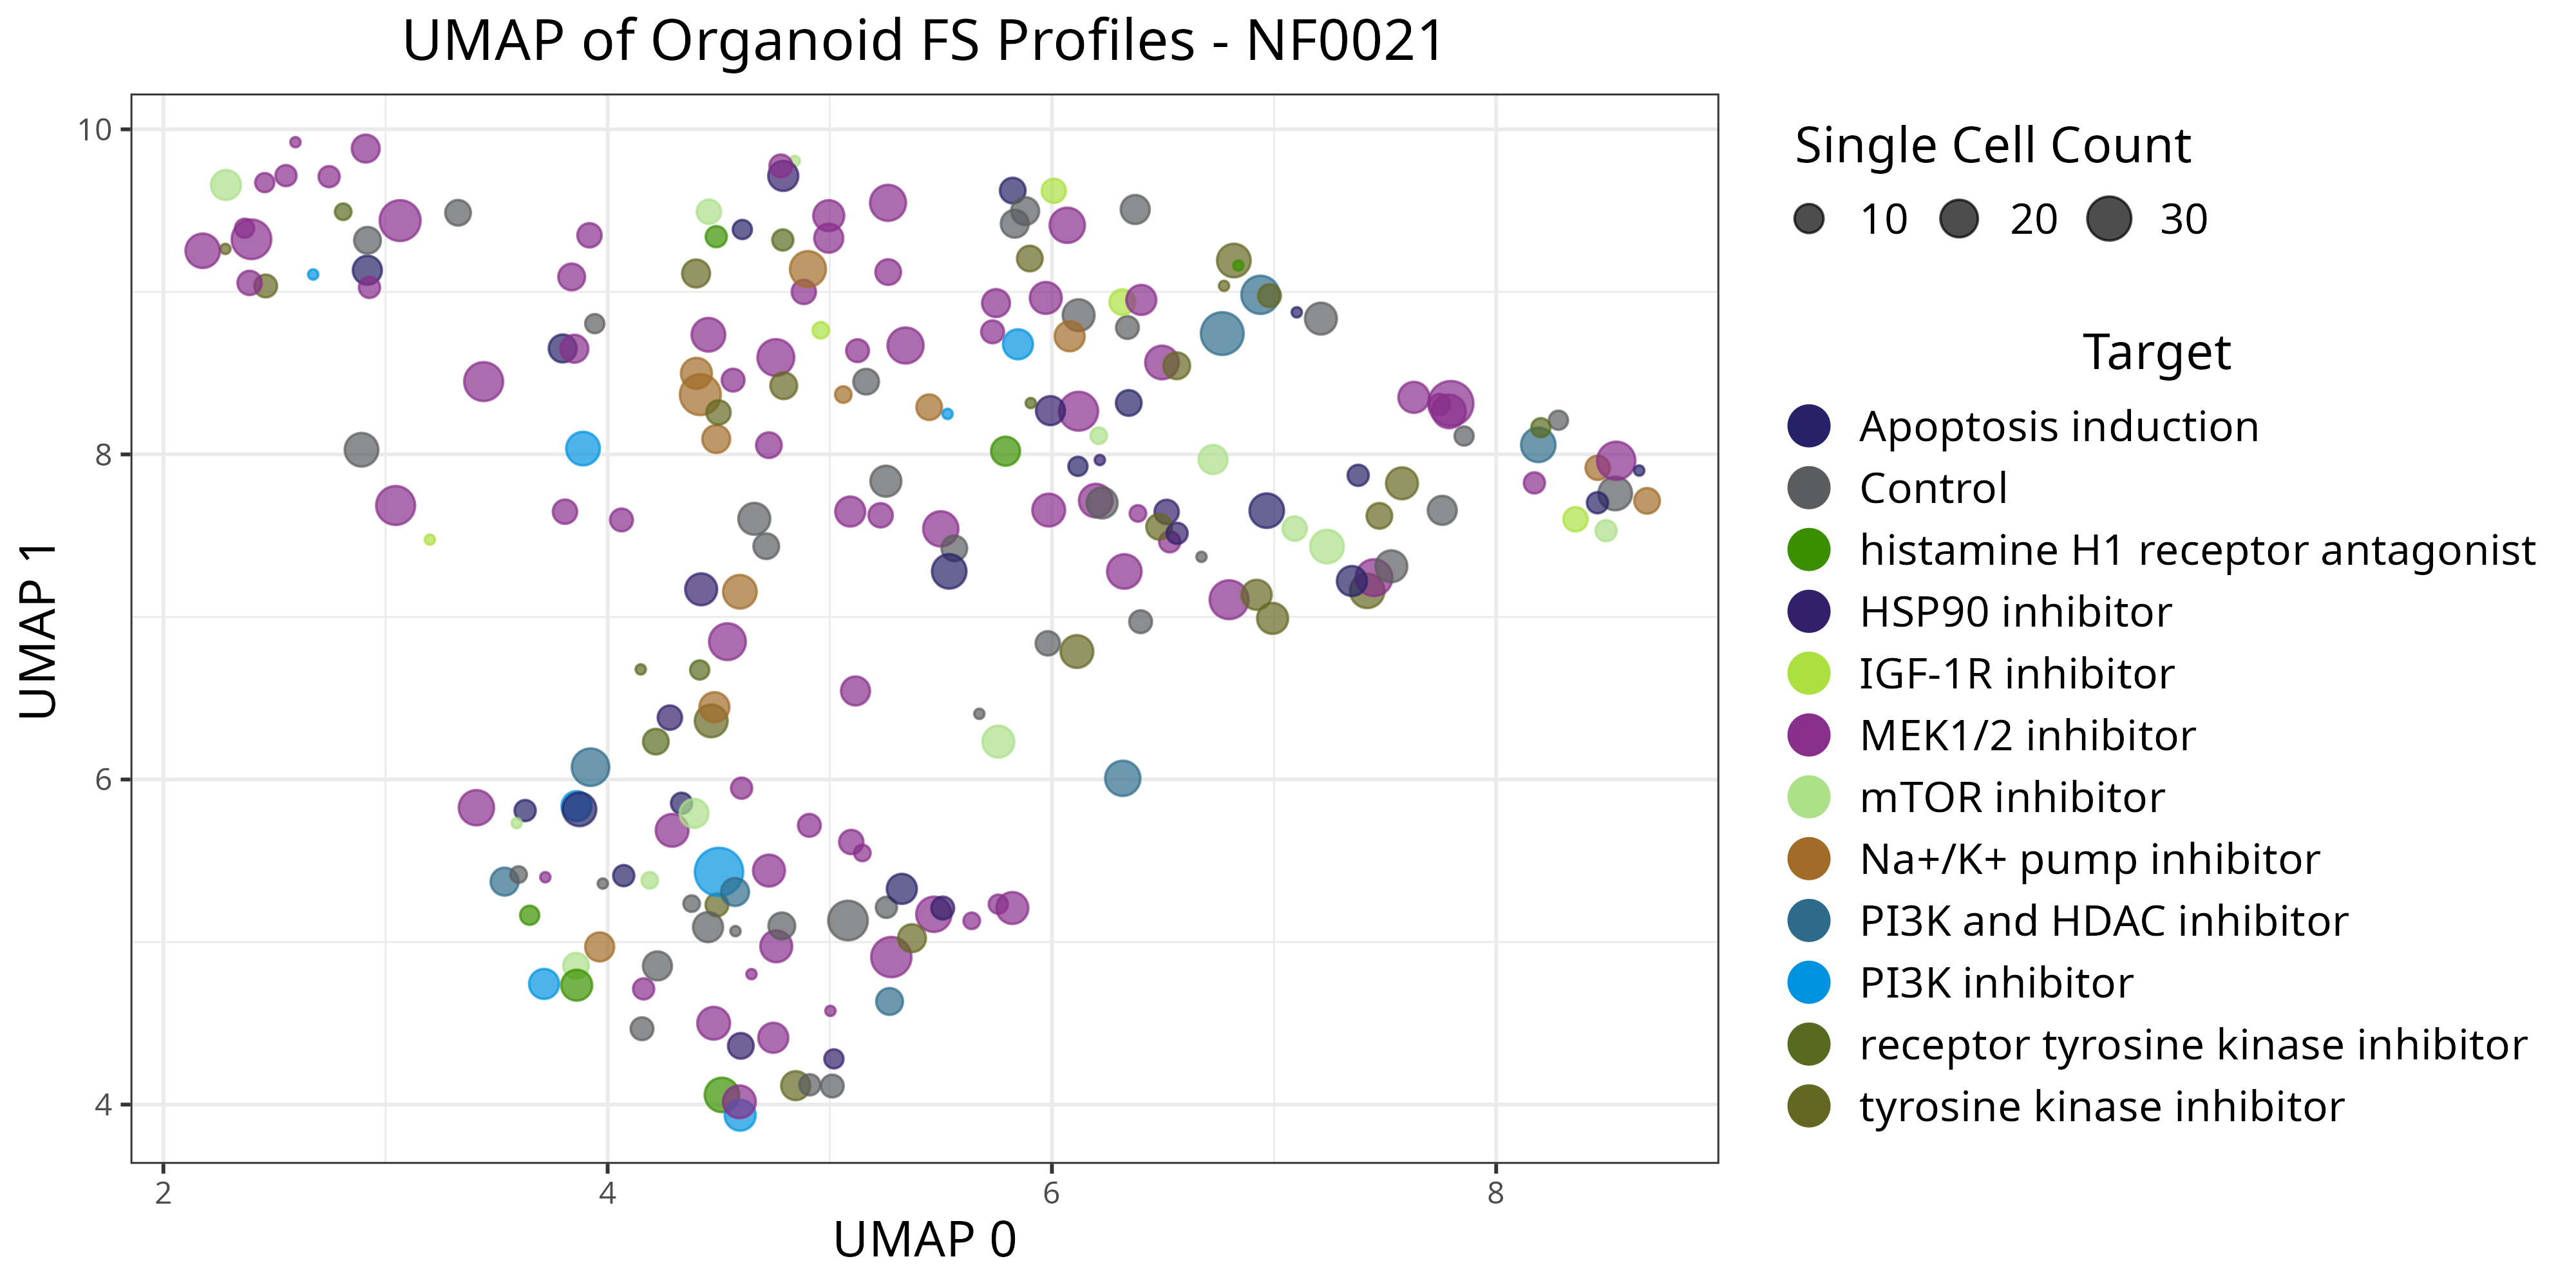 UMAP of Organoid FS Profiles - NF0021
10
8
6
4
UMAP 1
2
4
6
8
UMAP 0
Single Cell Count
10
20
30
Target
Apoptosis induction
Control
histamine H1 receptor antagonist
HSP90 inhibitor
IGF-1R inhibitor
MEK1/2 inhibitor
mTOR inhibitor
Na+/K+ pump inhibitor
PI3K and HDAC inhibitor
PI3K inhibitor
receptor tyrosine kinase inhibitor
tyrosine kinase inhibitor